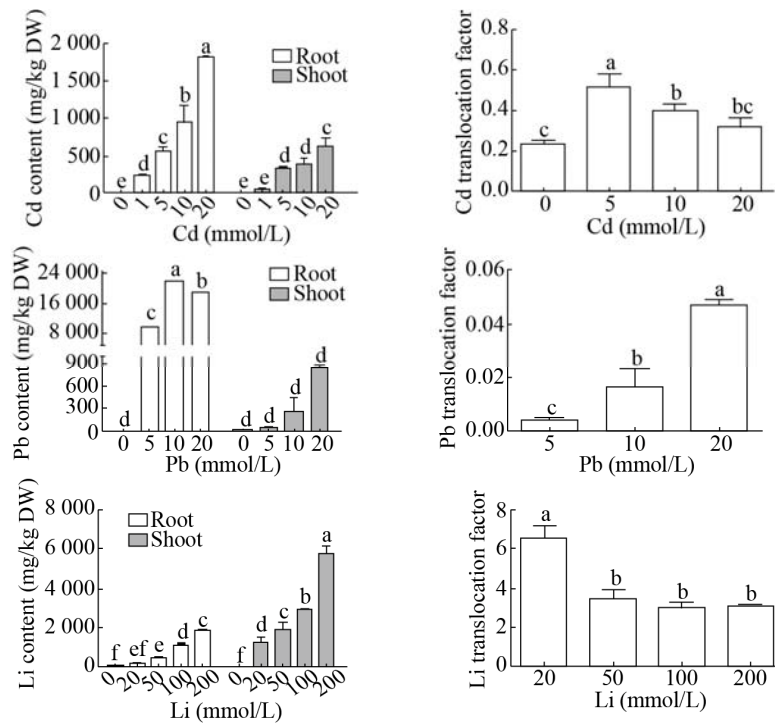 Cd content (mg/kg DW)
2 000
1 500
1 000
500
0
Root
Shoot
e d c b a
e e d d c
0 1 5 10 20 0 1 5 10 20
Cd (mmol/L)
Cd translocation factor
0.8
0.6
0.4
0.2
0.0
c a b bc
0 5 10 20
Cd (mmol/L)
Pb content (mg/kg DW)
24 000
16 000
8 000
900
600
300
0
Root
Shoot
d c a b
d d d d
0 5 10 20 0 5 10 20
Pb (mmol/L)
Pb translocation factor
0.06
0.04
0.02
0.00
c b a
5 10 20
Pb (mmol/L)
Li content (mg/kg DW)
8 000
6 000
4 000
2 000
0
Root
Shoot
f ef e d c
f d c b a
0 20 50 100 200 0 20 50 100 200
Li (mmol/L)
Li translocation factor
8
6
4
2
0
a b b b
20 50 100 200
Li (mmol/L)